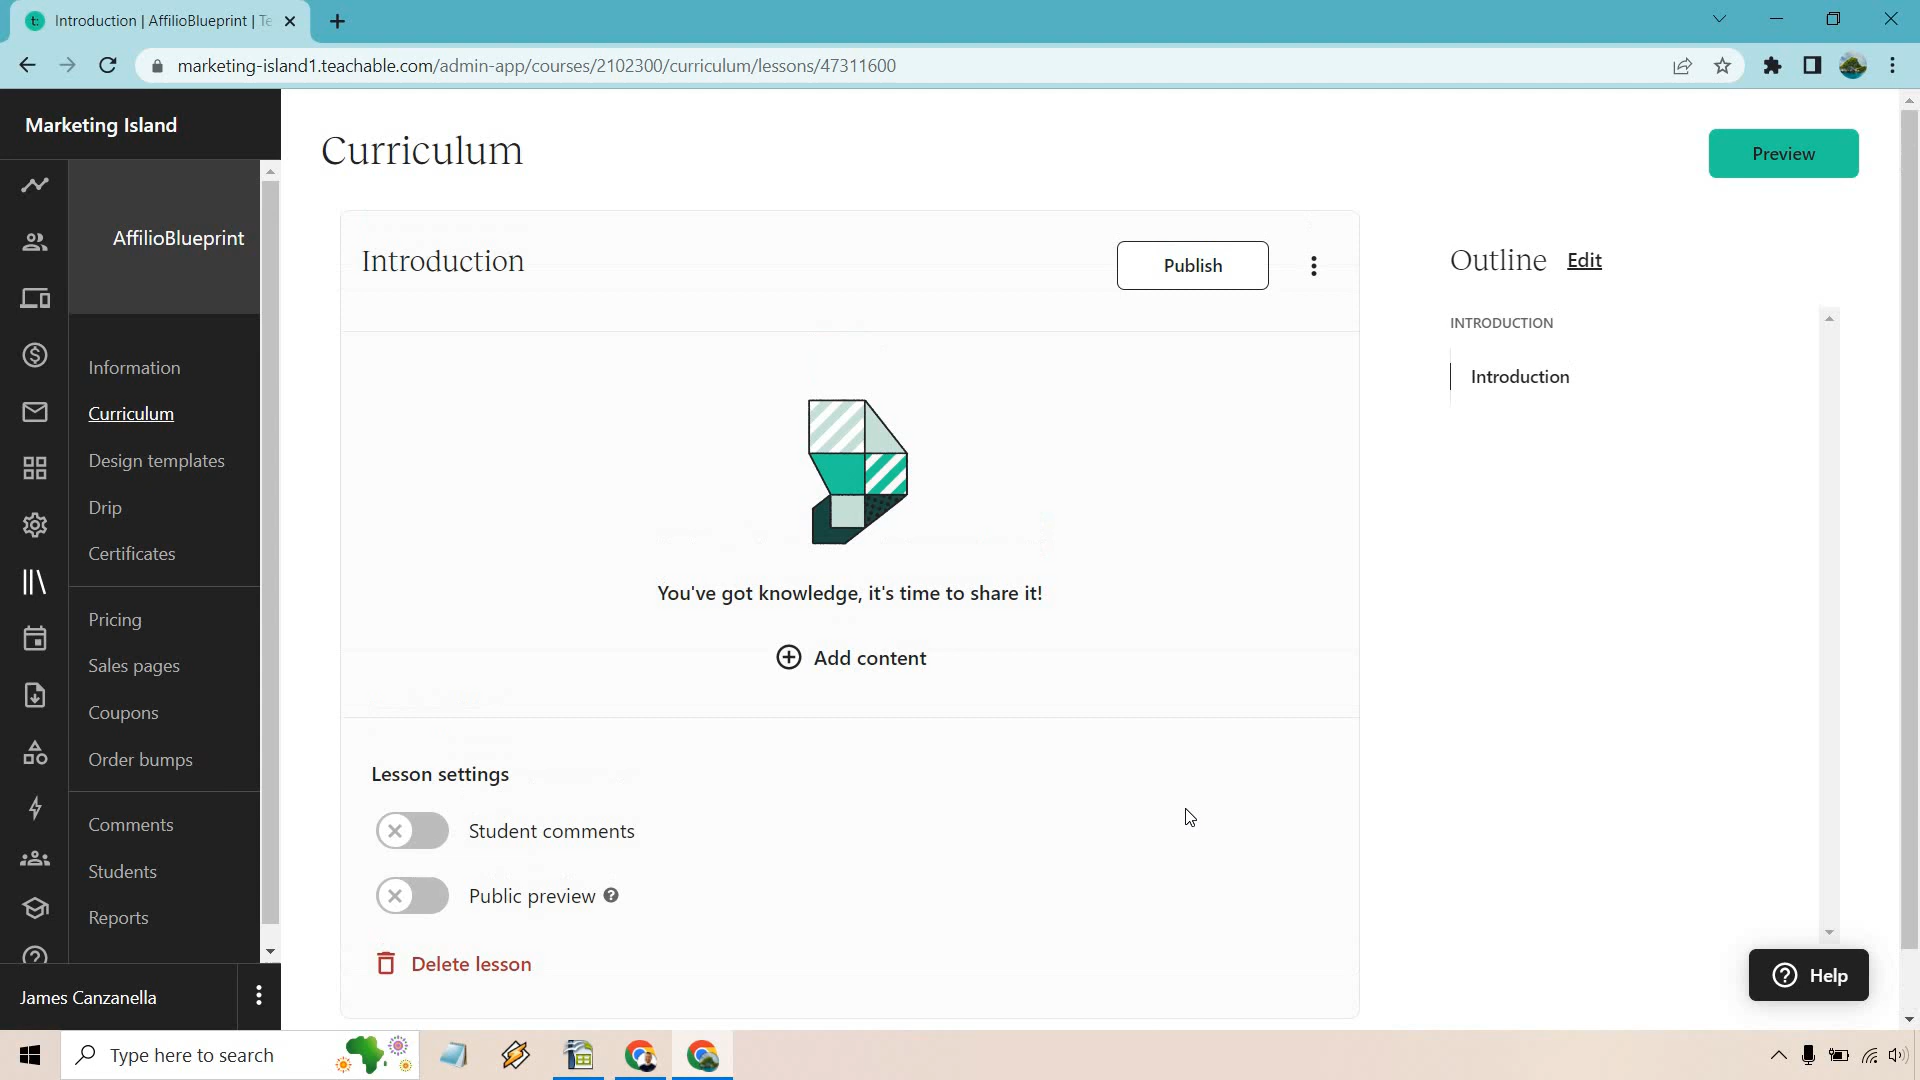 Introduction | AffilioBlueprint | Te
marketing-island1.teachable.com/admin-app/courses/2102300/curriculum/lessons/47311600
Marketing Island
AffilioBlueprint
Information
Curriculum
Design templates
Drip
Certificates
Pricing
Sales pages
Coupons
Order bumps
Comments
Students
Reports
James Canzanella
Curriculum
Preview
Introduction
Publish
You've got knowledge, it's time to share it!
Add content
Lesson settings
Student comments
Public preview
Delete lesson
Outline Edit
INTRODUCTION
Introduction
Help
Type here to search